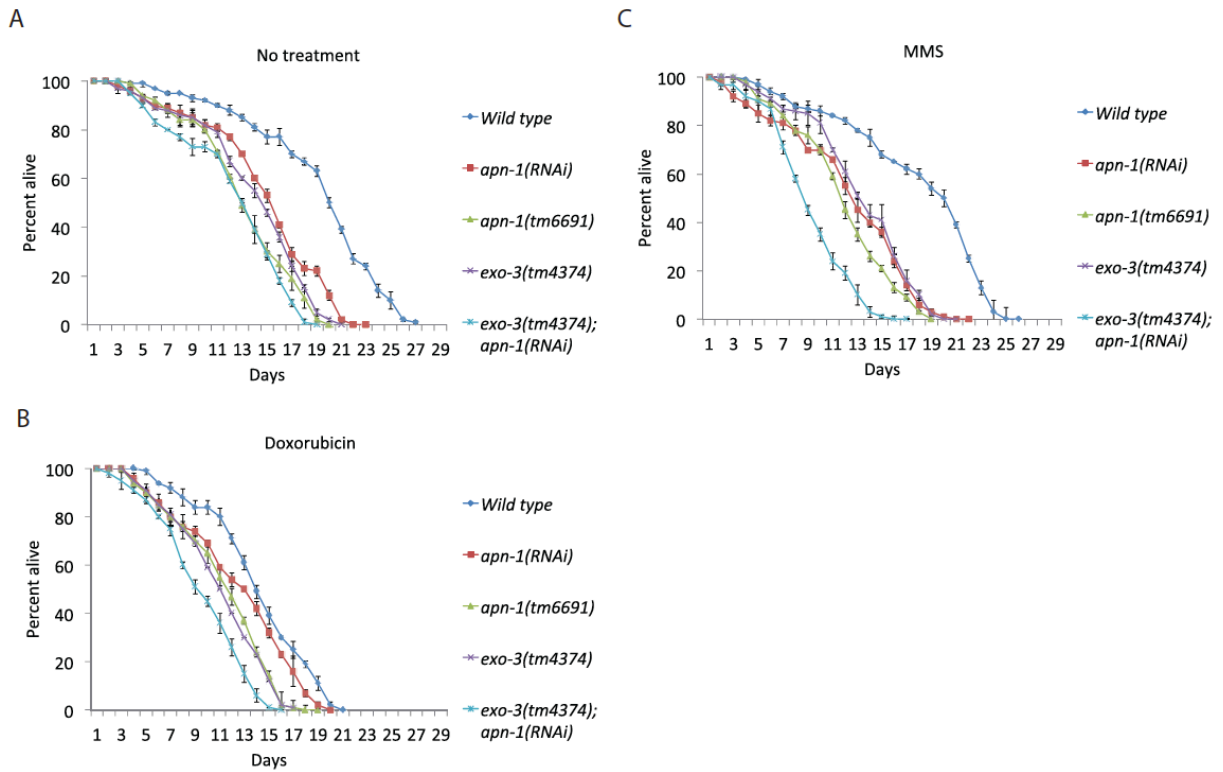 A
No treatment
Percent alive
100
80
60
40
20
0
1 3 5 7 9 11 13 15 17 19 21 23 25 27 29
Days
Wild type
apn-1(RNAi)
apn-1(tm6691)
exo-3(tm4374)
exo-3(tm4374);
apn-1(RNAi)
C
MMS
Percent alive
100
80
60
40
20
0
1 3 5 7 9 11 13 15 17 19 21 23 25 27 29
Days
Wild type
apn-1(RNAi)
apn-1(tm6691)
exo-3(tm4374)
exo-3(tm4374);
apn-1(RNAi)
B
Doxorubicin
Percent alive
100
80
60
40
20
0
1 3 5 7 9 11 13 15 17 19 21 23 25 27 29
Days
Wild type
apn-1(RNAi)
apn-1(tm6691)
exo-3(tm4374)
exo-3(tm4374);
apn-1(RNAi)